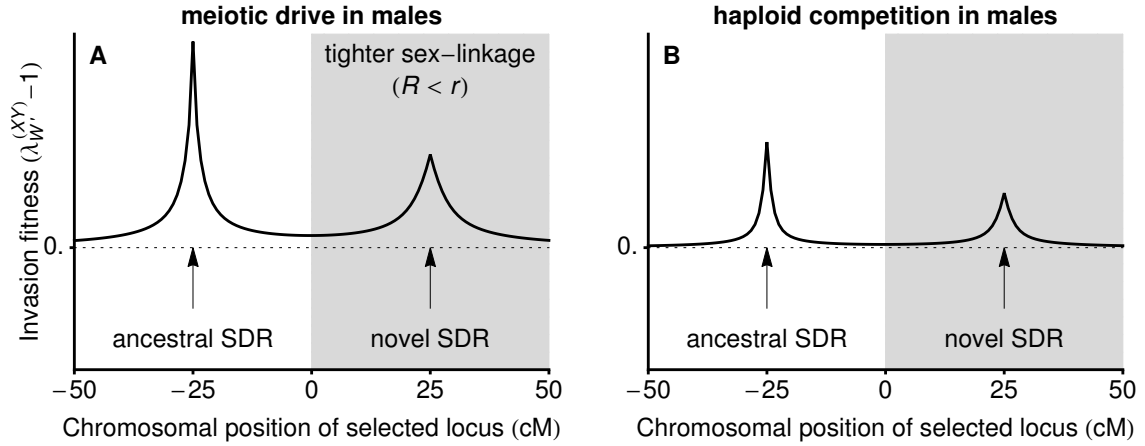 meiotic drive in males
A
tighter sex−linkage
(R < r)
Invasion fitness (λ_{W'}^{(XY)}−1)
0.
ancestral SDR
novel SDR
−50 −25 0 25 50
Chromosomal position of selected locus (cM)
haploid competition in males
B
0.
ancestral SDR
novel SDR
−50 −25 0 25 50
Chromosomal position of selected locus (cM)